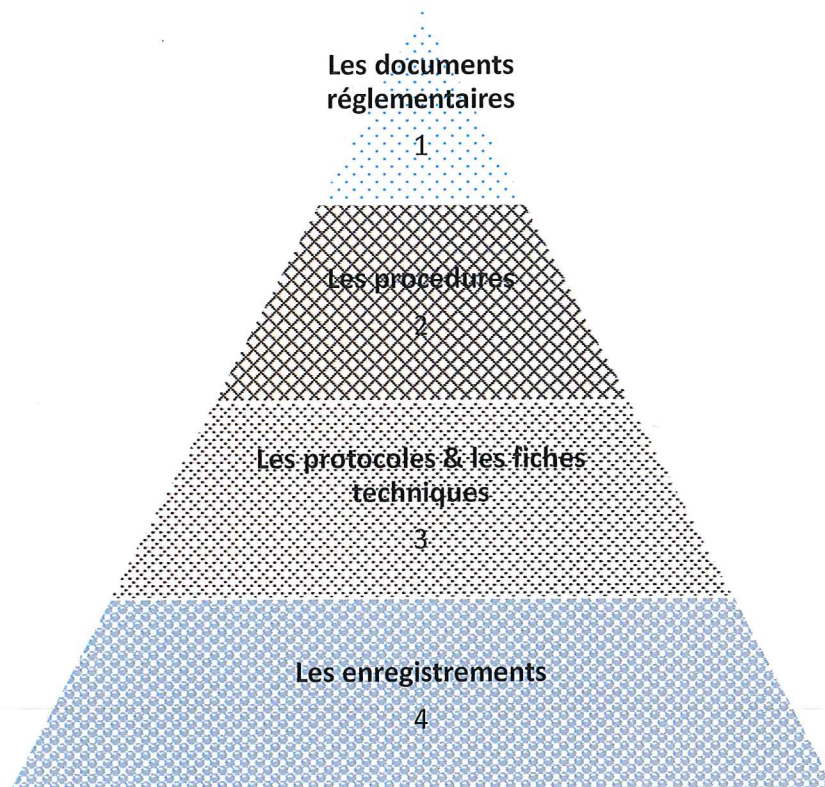 Les documents
réglementaires
1
Les procédures
2
Les protocoles & les fiches
techniques
3
Les enregistrements
4